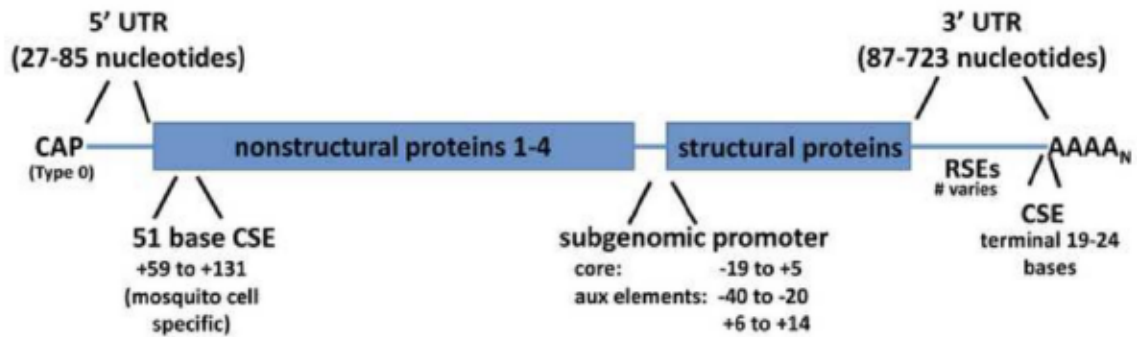 5' UTR
(27-85 nucleotides)
3' UTR
(87-723 nucleotides)
CAP
(Type 0)
nonstructural proteins 1-4
structural proteins
AAAAN
RSEs
# varies
51 base CSE
+59 to +131
(mosquito cell
specific)
subgenomic promoter
core: -19 to +5
aux elements: -40 to -20
+6 to +14
CSE
terminal 19-24
bases